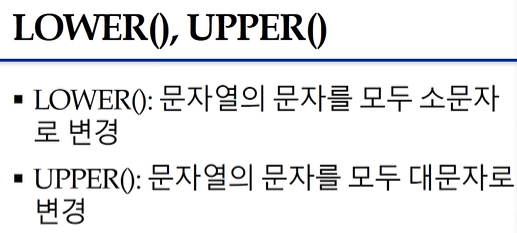 LOWER(), UPPER()
▪ LOWER(): 문자열의 문자를 모두 소문자
로 변경
▪ UPPER(): 문자열의 문자를 모두 대문자로
변경